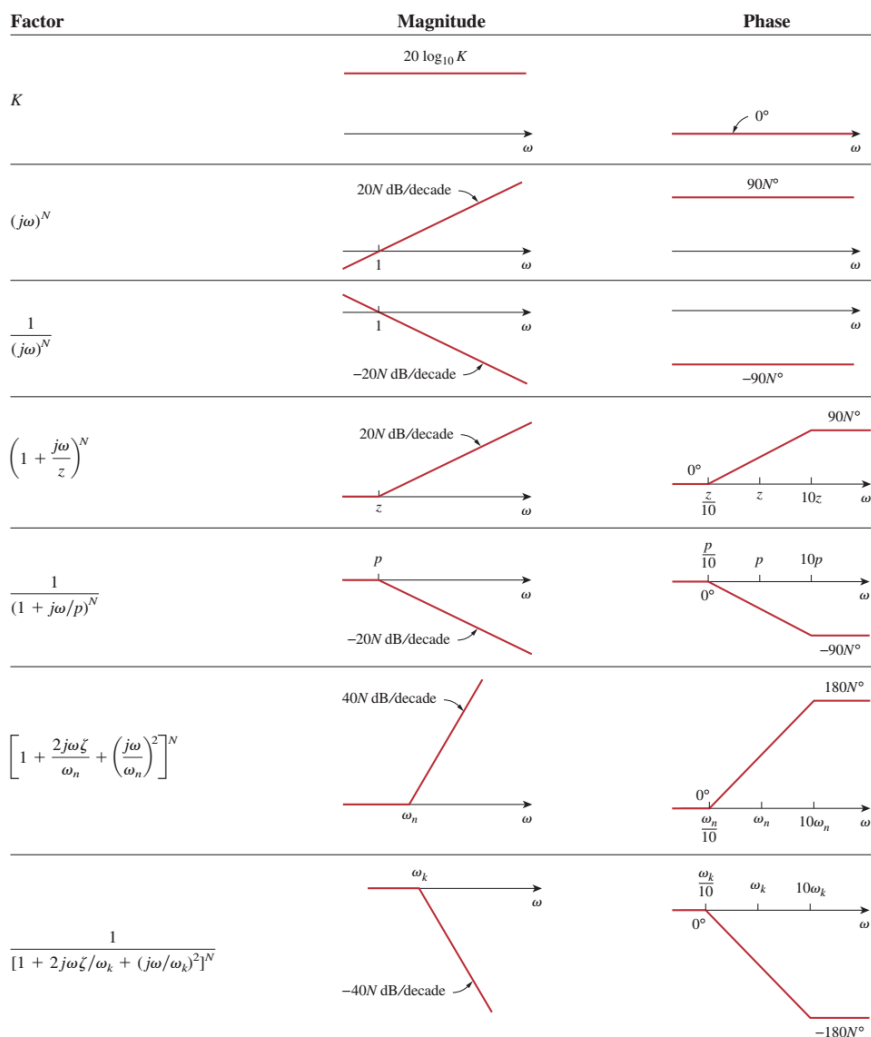 Factor Magnitude Phase
20 log₁₀ K
K
0°
ω ω
20N dB/decade 90N°
(jω)^N
1 ω ω
1/(jω)^N
1 ω ω
−20N dB/decade −90N°
20N dB/decade 90N°
(1 + jω/z)^N
0°
z ω z/10 z 10z ω
p p/10 p 10p
1/(1 + jω/p)^N
ω 0° ω
−20N dB/decade −90N°
40N dB/decade 180N°
[1 + 2jωζ/ωₙ + (jω/ωₙ)²]^N
0°
ωₙ ω ωₙ/10 ωₙ 10ωₙ ω
ωₖ ωₖ/10 ωₖ 10ωₖ
ω 0° ω
1/[1 + 2jωζ/ωₖ + (jω/ωₖ)²]^N
−40N dB/decade
−180N°